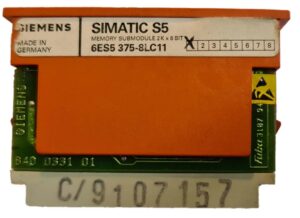 SIEMENS
MADE IN
GERMANY
SIMATIC S5
MEMORY SUBMODULE 2K x 8 BIT
6ES5 375-8LC11
X 2 3 4 5 6 7 8
SIEMENS
640 0331 01
C/9107157